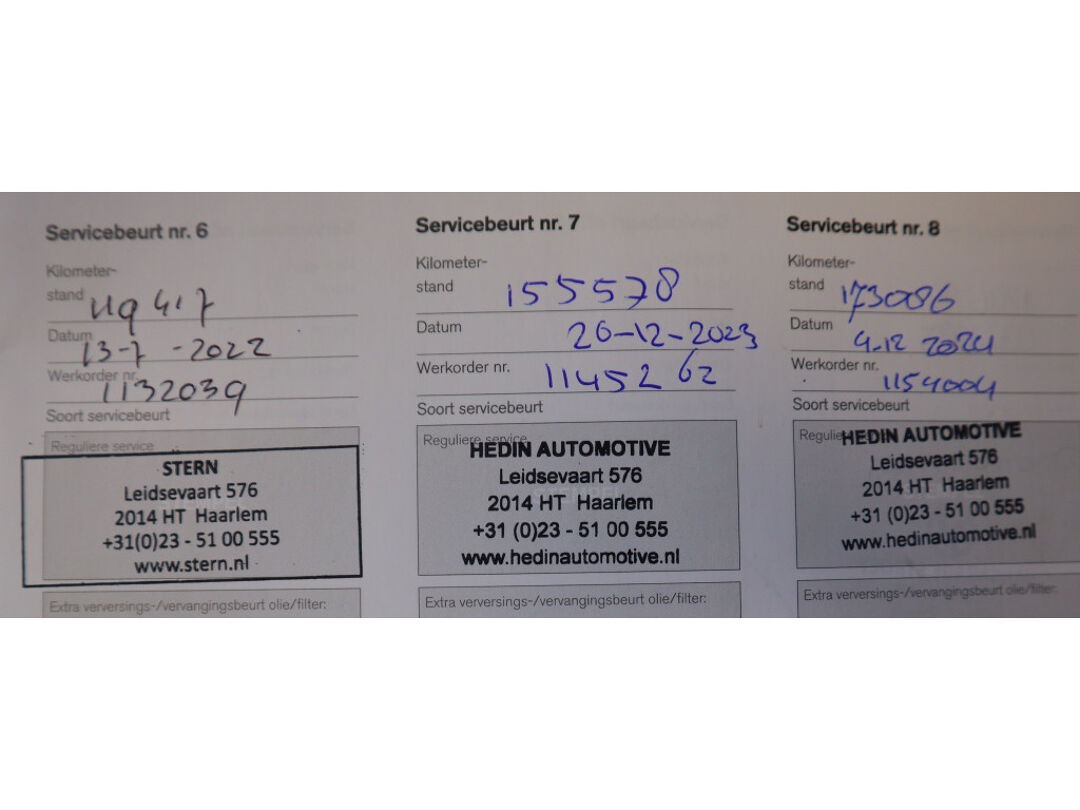 Servicebeurt nr. 6
Kilometer-
stand
Datum 13-7-2022
Werkorder nr. 1132039
Soort servicebeurt
Reguliere service
STERN
Leidsevaart 576
2014 HT Haarlem
+31(0)23 - 51 00 555
www.stern.nl
Extra verversings-/vervangingsbeurt olie/filter:
Servicebeurt nr. 7
Kilometer-
stand 155578
Datum 20-12-2023
Werkorder nr. 1145262
Soort servicebeurt
Reguliere service
HEDIN AUTOMOTIVE
Leidsevaart 576
2014 HT Haarlem
+31 (0)23 - 51 00 555
www.hedinautomotive.nl
Extra verversings-/vervangingsbeurt olie/filter:
Servicebeurt nr. 8
Kilometer-
stand 173086
Datum 4-12 2024
Werkorder nr. 1154004
Soort servicebeurt
HEDIN AUTOMOTIVE
Leidsevaart 576
2014 HT Haarlem
+31 (0)23 - 51 00 555
www.hedinautomotive.nl
Extra verversings-/vervangingsbeurt olie/filter: